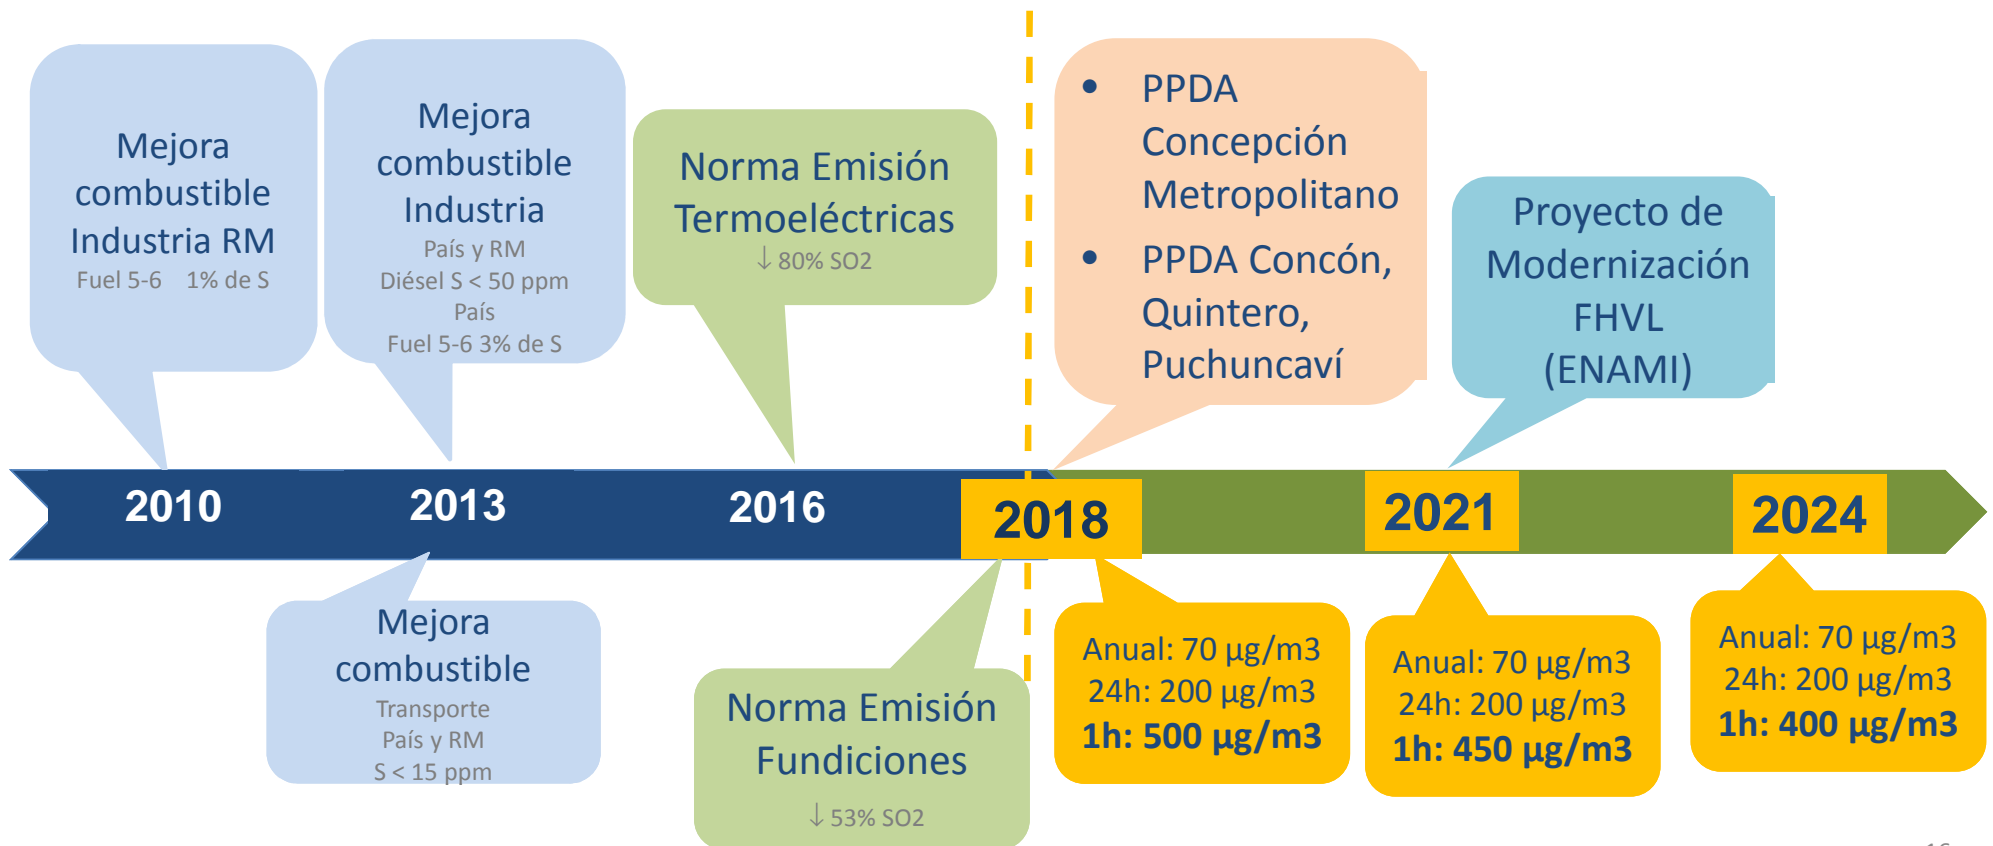 Mejora
combustible
Industria RM
Fuel 5-6 1% de S
Mejora
combustible
Industria
País y RM
Diésel S < 50 ppm
País
Fuel 5-6 3% de S
Norma Emisión
Termoeléctricas
↓ 80% SO2
• PPDA
Concepción
Metropolitano
• PPDA Concón,
Quintero,
Puchuncaví
Proyecto de
Modernización
FHVL
(ENAMI)
2010
2013
2016
2018
2021
2024
Mejora
combustible
Transporte
País y RM
S < 15 ppm
Norma Emisión
Fundiciones
↓ 53% SO2
Anual: 70 µg/m3
24h: 200 µg/m3
1h: 500 µg/m3
Anual: 70 µg/m3
24h: 200 µg/m3
1h: 450 µg/m3
Anual: 70 µg/m3
24h: 200 µg/m3
1h: 400 µg/m3